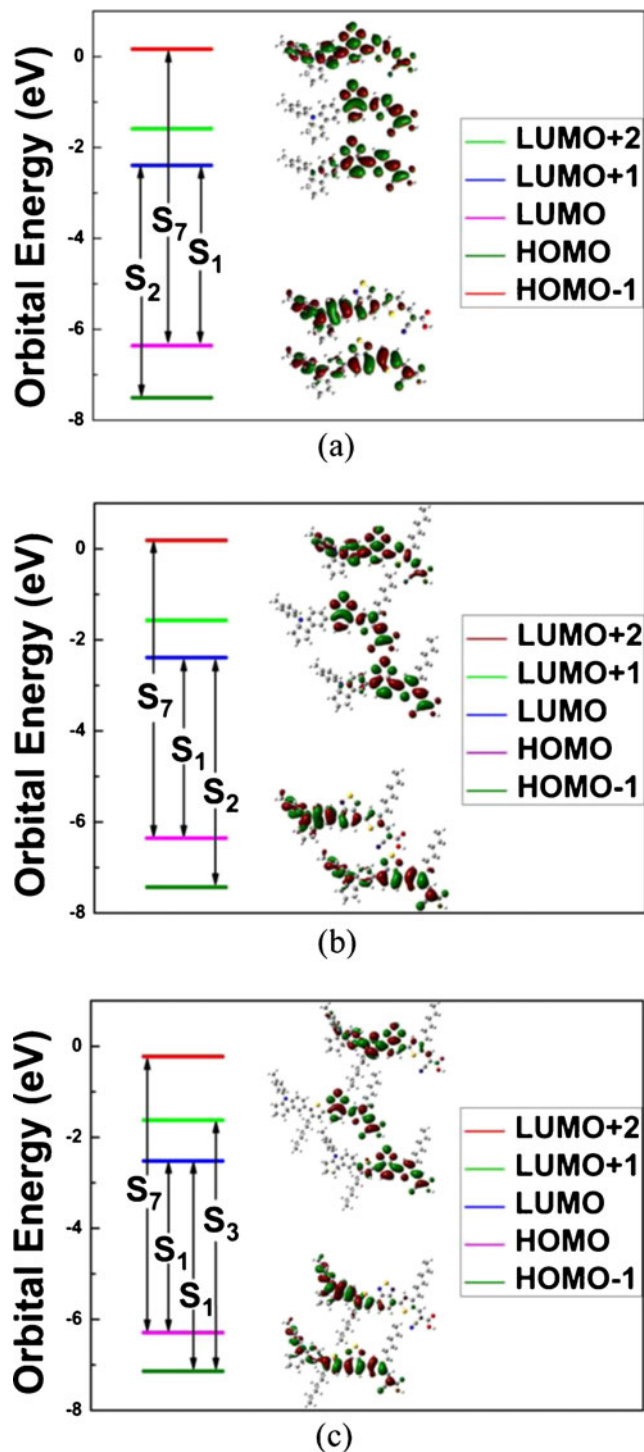 Orbital Energy (eV)
0
-2
-4
-6
-8
S7
S1
S2
LUMO+2
LUMO+1
LUMO
HOMO
HOMO-1
(a)
Orbital Energy (eV)
0
-2
-4
-6
-8
S7
S1
S2
LUMO+2
LUMO+1
LUMO
HOMO
HOMO-1
(b)
Orbital Energy (eV)
0
-2
-4
-6
-8
S7
S3
S1
S1
LUMO+2
LUMO+1
LUMO
HOMO
HOMO-1
(c)